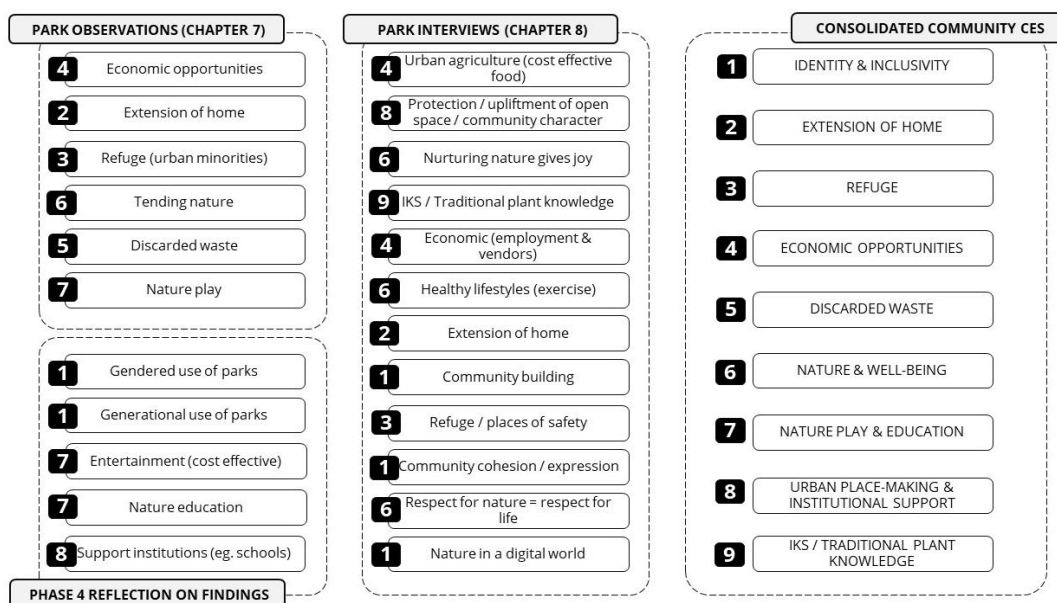 PARK OBSERVATIONS (CHAPTER 7)
4 Economic opportunities
2 Extension of home
3 Refuge (urban minorities)
6 Tending nature
5 Discarded waste
7 Nature play
1 Gendered use of parks
1 Generational use of parks
7 Entertainment (cost effective)
7 Nature education
8 Support institutions (eg. schools)
PHASE 4 REFLECTION ON FINDINGS
PARK INTERVIEWS (CHAPTER 8)
4 Urban agriculture (cost effective
food)
8 Protection / upliftment of open
space / community character
6 Nurturing nature gives joy
9 IKS / Traditional plant knowledge
4 Economic (employment &
vendors)
6 Healthy lifestyles (exercise)
2 Extension of home
1 Community building
3 Refuge / places of safety
1 Community cohesion / expression
6 Respect for nature = respect for
life
1 Nature in a digital world
CONSOLIDATED COMMUNITY CES
1 IDENTITY & INCLUSIVITY
2 EXTENSION OF HOME
3 REFUGE
4 ECONOMIC OPPORTUNITIES
5 DISCARDED WASTE
6 NATURE & WELL-BEING
7 NATURE PLAY & EDUCATION
8 URBAN PLACE-MAKING &
INSTITUTIONAL SUPPORT
9 IKS / TRADITIONAL PLANT
KNOWLEDGE